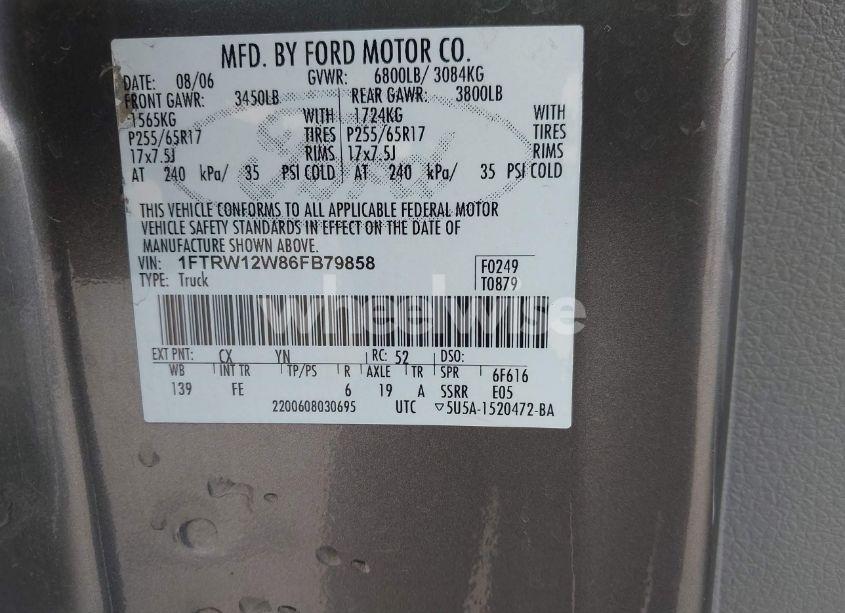 MFD. BY FORD MOTOR CO.
DATE: 08/06 GVWR: 6800LB/ 3084KG
FRONT GAWR: 3450LB REAR GAWR: 3800LB
1565KG WITH 1724KG WITH
P255/65R17 TIRES P255/65R17 TIRES
17x7.5J RIMS 17x7.5J RIMS
AT 240 kPa/ 35 PSI COLD AT 240 kPa/ 35 PSI COLD
THIS VEHICLE CONFORMS TO ALL APPLICABLE FEDERAL MOTOR
VEHICLE SAFETY STANDARDS IN EFFECT ON THE DATE OF
MANUFACTURE SHOWN ABOVE.
VIN: 1FTRW12W86FB79858 F0249
TYPE: Truck T0879
wheelwise
EXT PNT: CX YN RC: 52 DSO:
WB INT TR TP/PS R AXLE TR SPR 6F616
139 FE 6 19 A SSRR E05
2200608030695 UTC ▽5U5A-1520472-BA